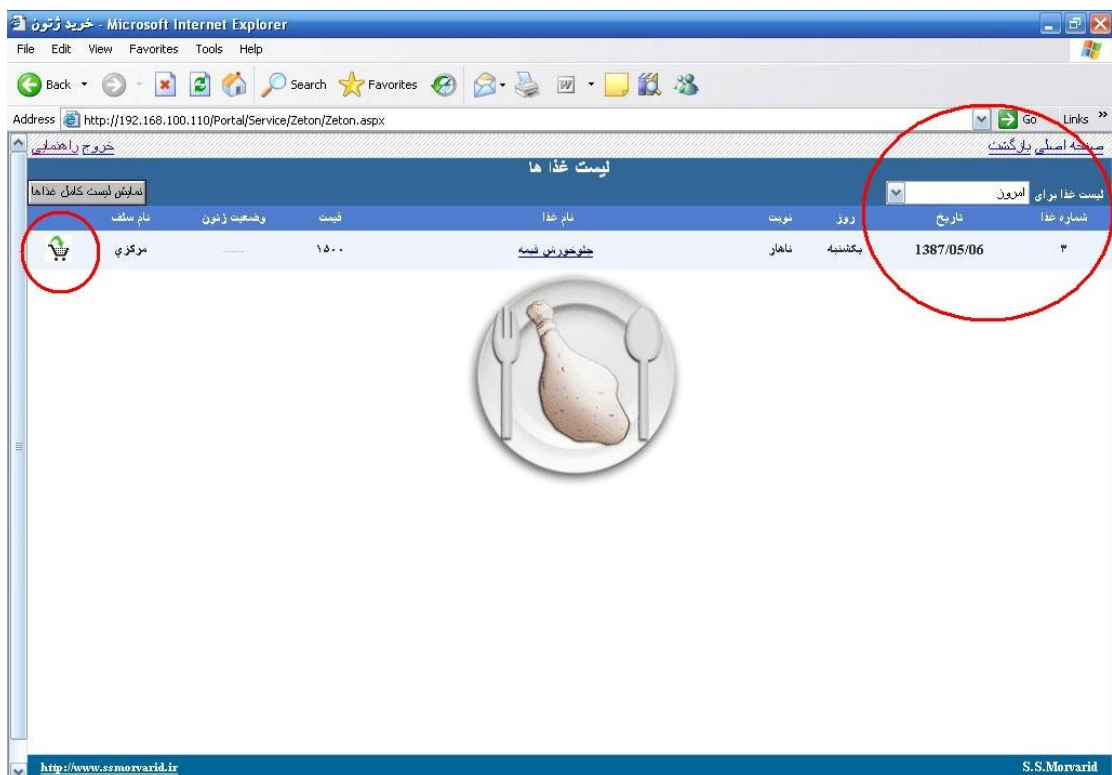 خرید ژتون - Microsoft Internet Explorer
File Edit View Favorites Tools Help
Back Search Favorites
Address http://192.168.100.110/Portal/Service/Zeton/Zeton.aspx Go Links »
صفحه اصلی بازگشت خروج راهنمایی
لیست غذا ها
لیست غذا برای امروز نمایش لیست کامل غذاها
شماره غذا تاریخ روز نوبت نام غذا قیمت وضعیت ژتون نام سلف
۳ 1387/05/06 یکشنبه ناهار چلوخورش قیمه ۱۵۰۰ ------ مرکزي
http://www.ssmorvarid.ir S.S.Morvarid